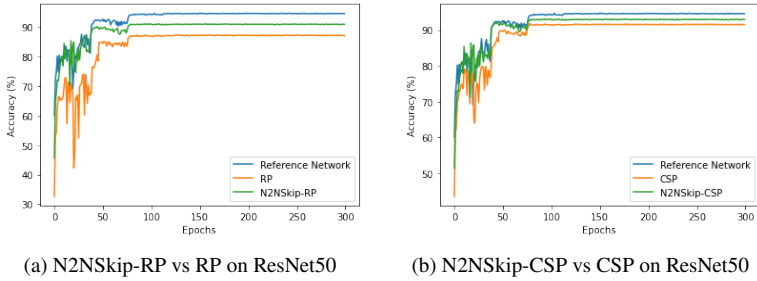 90
80
70
60
50
40
30
Accuracy (%)
0
50
100
150
200
250
300
Epochs
Reference Network
RP
N2NSkip-RP
(a) N2NSkip-RP vs RP on ResNet50
90
80
70
60
50
Accuracy (%)
0
50
100
150
200
250
300
Epochs
Reference Network
CSP
N2NSkip-CSP
(b) N2NSkip-CSP vs CSP on ResNet50